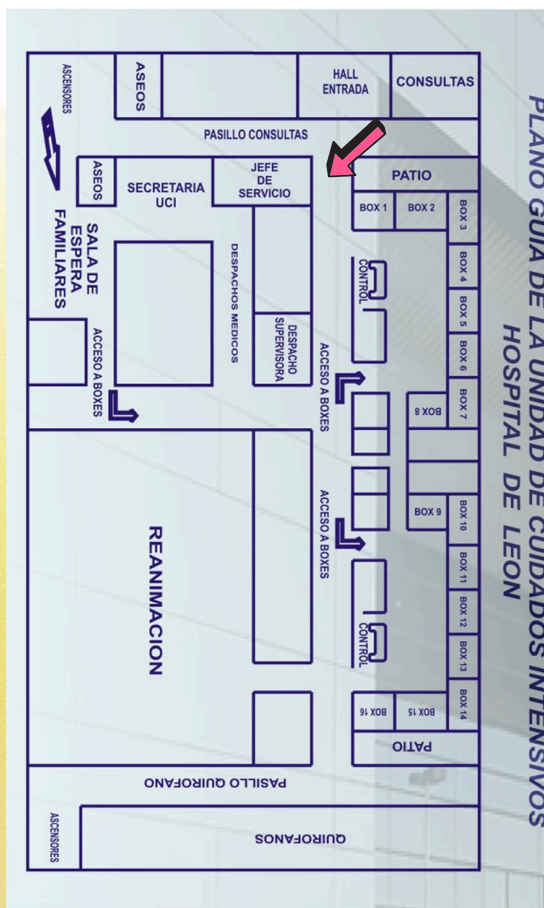 PLANO GUIA DE LA UNIDAD DE CUIDADOS INTENSIVOS
HOSPITAL DE LEON
ASCENSORES
ASEOS
HALL
ENTRADA
CONSULTAS
PASILLO CONSULTAS
ASEOS
SECRETARIA
UCI
JEFE
DE
SERVICIO
PATIO
BOX 1
BOX 2
BOX 3
SALA DE
ESPERA
FAMILIARES
DESPACHOS MEDICOS
CONTROL
BOX 4
BOX 5
DESPACHO
SUPERVISORA
BOX 6
ACCESO A BOXES
ACCESO A BOXES
BOX 7
BOX 8
ACCESO A BOXES
BOX 9
BOX 10
REANIMACION
BOX 11
BOX 12
CONTROL
BOX 13
BOX 14
BOX 15
BOX 16
PATIO
PASILLO QUIROFANO
ASCENSORES
QUIROFANOS